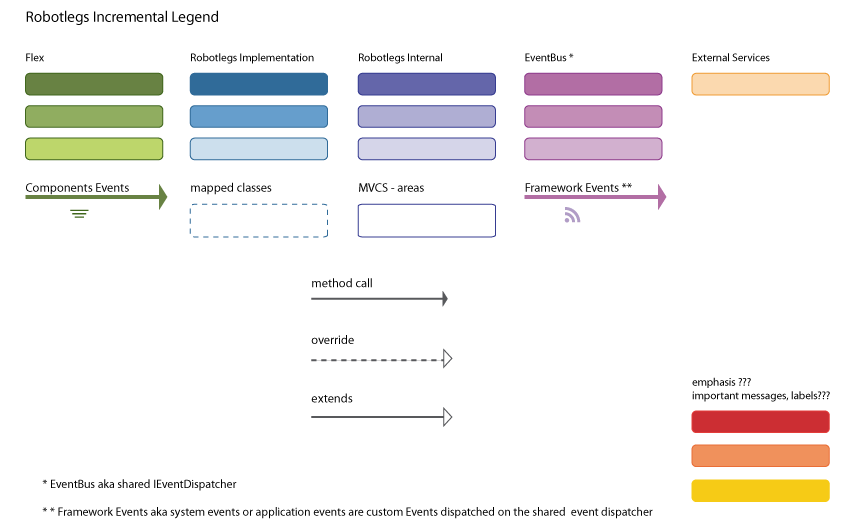 Robotlegs Incremental Legend
Flex
Robotlegs Implementation
Robotlegs Internal
EventBus *
External Services
Components Events
mapped classes
MVCS - areas
Framework Events **
method call
override
extends
emphasis ???
important messages, labels???
* EventBus aka shared IEventDispatcher
* * Framework Events aka system events or application events are custom Events dispatched on the shared event dispatcher